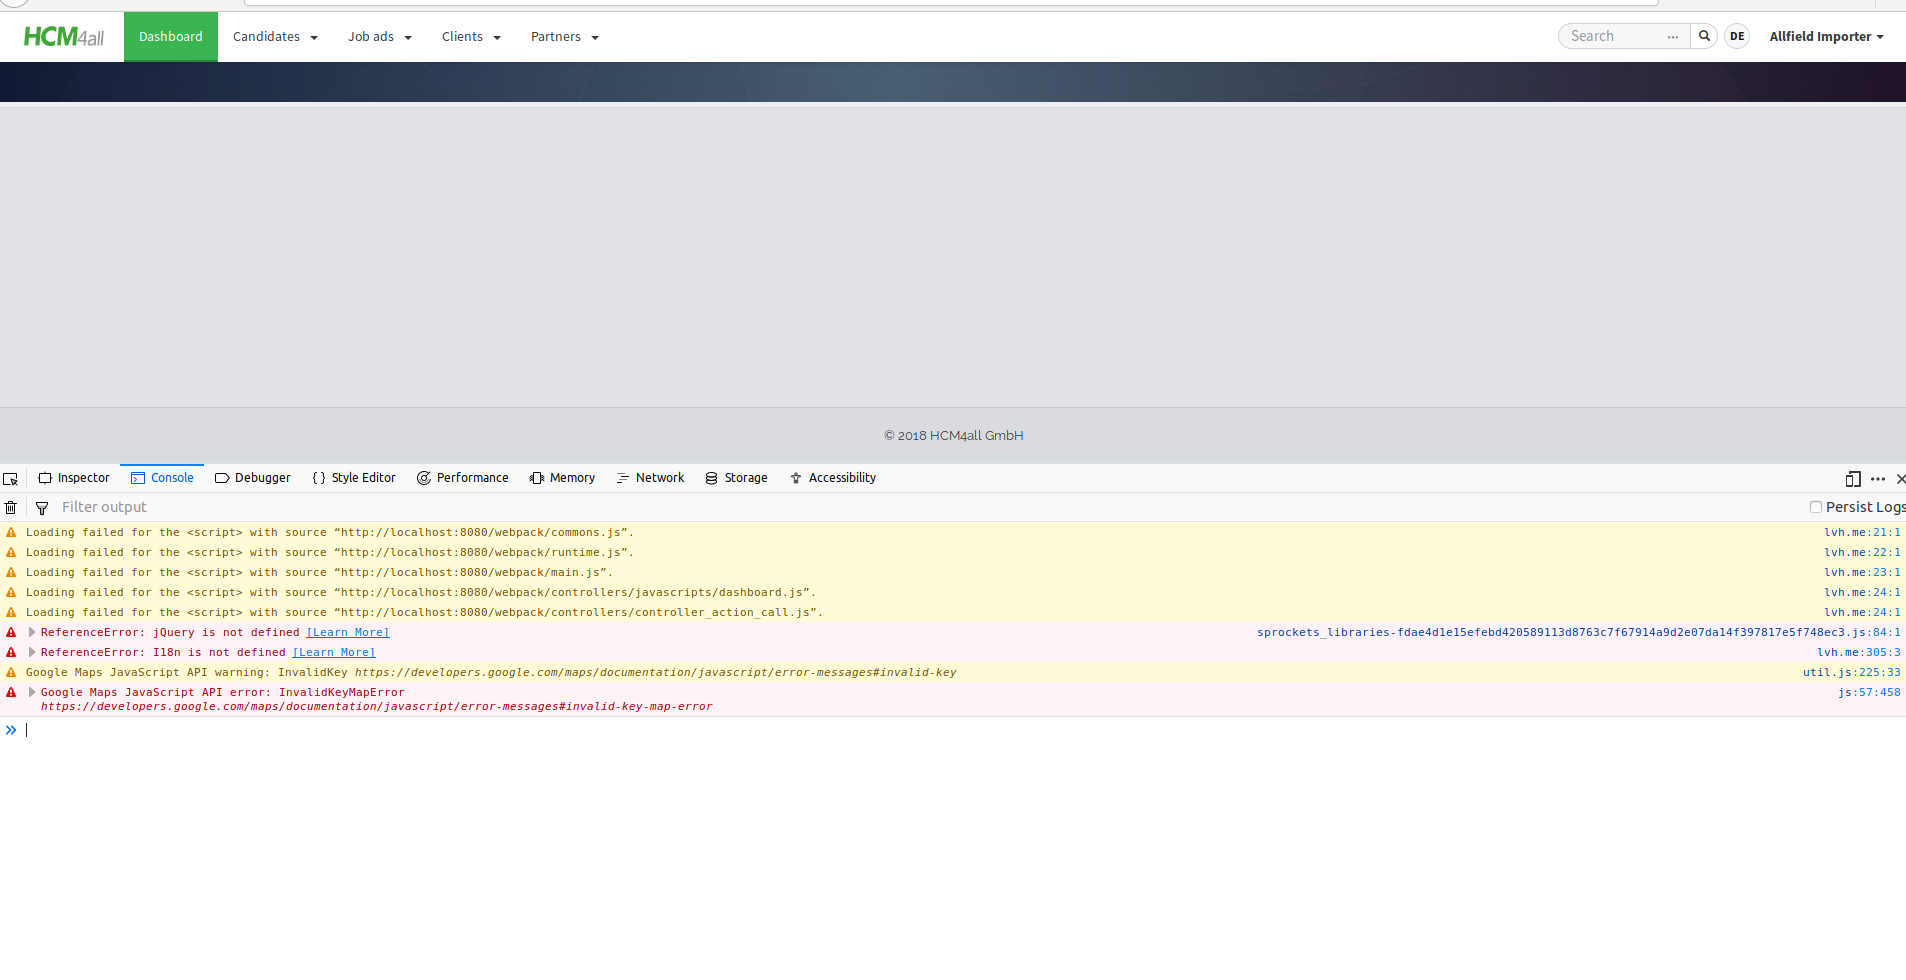 HCM4all Dashboard Candidates Job ads Clients Partners Search ... DE Allfield Importer
© 2018 HCM4all GmbH
Inspector Console Debugger Style Editor Performance Memory Network Storage Accessibility
Filter output Persist Logs
Loading failed for the <script> with source “http://localhost:8080/webpack/commons.js”. lvh.me:21:1
Loading failed for the <script> with source “http://localhost:8080/webpack/runtime.js”. lvh.me:22:1
Loading failed for the <script> with source “http://localhost:8080/webpack/main.js”. lvh.me:23:1
Loading failed for the <script> with source “http://localhost:8080/webpack/controllers/javascripts/dashboard.js”. lvh.me:24:1
Loading failed for the <script> with source “http://localhost:8080/webpack/controllers/controller_action_call.js”. lvh.me:24:1
ReferenceError: jQuery is not defined [Learn More] sprockets_libraries-fdae4d1e15efebd420589113d8763c7f67914a9d2e07da14f397817e5f748ec3.js:84:1
ReferenceError: I18n is not defined [Learn More] lvh.me:305:3
Google Maps JavaScript API warning: InvalidKey https://developers.google.com/maps/documentation/javascript/error-messages#invalid-key util.js:225:33
Google Maps JavaScript API error: InvalidKeyMapError js:57:458
https://developers.google.com/maps/documentation/javascript/error-messages#invalid-key-map-error